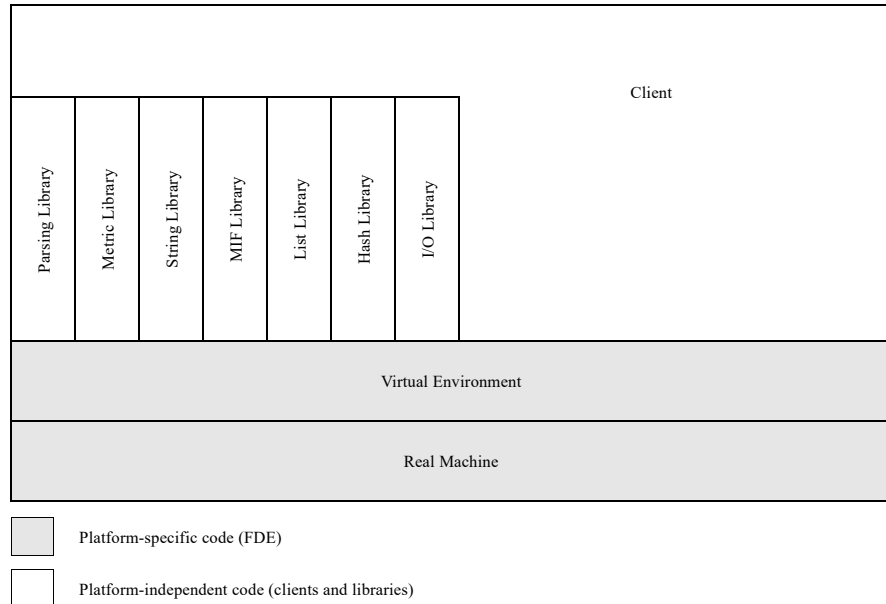 Client
Parsing Library
Metric Library
String Library
MIF Library
List Library
Hash Library
I/O Library
Virtual Environment
Real Machine
Platform-specific code (FDE)
Platform-independent code (clients and libraries)